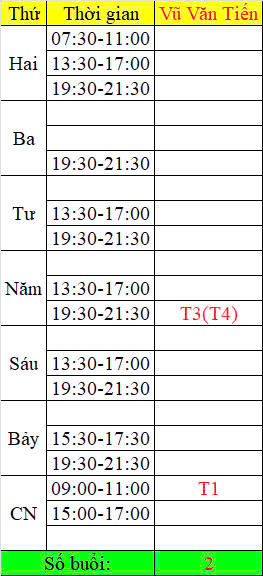 Thứ Thời gian Vũ Văn Tiến
Hai 07:30-11:00
13:30-17:00
19:30-21:30
Ba
19:30-21:30
Tư 13:30-17:00
19:30-21:30
Năm 13:30-17:00
19:30-21:30 T3(T4)
Sáu 13:30-17:00
19:30-21:30
Bảy 15:30-17:30
19:30-21:30
CN 09:00-11:00 T1
15:00-17:00
Số buổi: 2